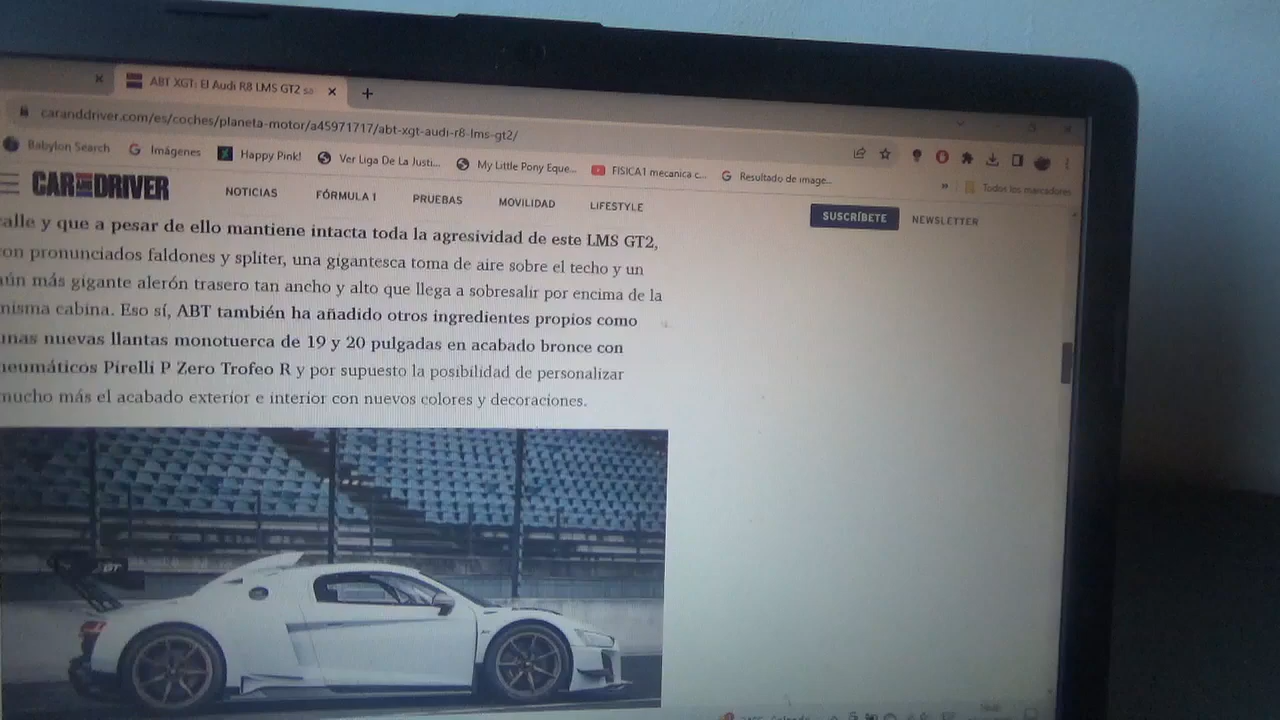 ABT XGT: El Audi R8 LMS GT2 sa
caranddriver.com/es/coches/planeta-motor/a45971717/abt-xgt-audi-r8-lms-gt2/
Babylon Search Imágenes Happy Pink! Ver Liga De La Justi... My Little Pony Eque... FISICA1 mecanica c... Resultado de image...
» Todos los marcadores
CAR AND DRIVER NOTICIAS FÓRMULA 1 PRUEBAS MOVILIDAD LIFESTYLE SUSCRÍBETE NEWSLETTER
alle y que a pesar de ello mantiene intacta toda la agresividad de este LMS GT2,
on pronunciados faldones y spliter, una gigantesca toma de aire sobre el techo y un
aún más gigante alerón trasero tan ancho y alto que llega a sobresalir por encima de la
misma cabina. Eso sí, ABT también ha añadido otros ingredientes propios como
unas nuevas llantas monotuerca de 19 y 20 pulgadas en acabado bronce con
neumáticos Pirelli P Zero Trofeo R y por supuesto la posibilidad de personalizar
mucho más el acabado exterior e interior con nuevos colores y decoraciones.